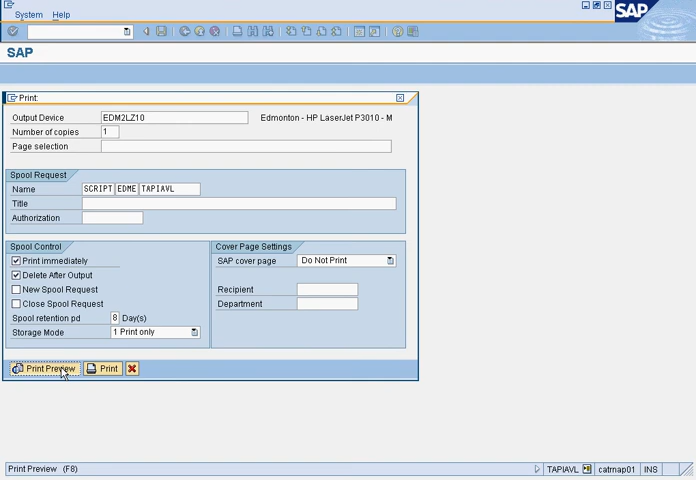 System Help
SAP
SAP
Print:
Output Device EDM2LZ10 Edmonton - HP LaserJet P3010 - M
Number of copies 1
Page selection
Spool Request
Name SCRIPT EDME TAPIAVL
Title
Authorization
Spool Control
Print immediately
Delete After Output
New Spool Request
Close Spool Request
Spool retention pd 8 Day(s)
Storage Mode 1 Print only
Cover Page Settings
SAP cover page Do Not Print
Recipient
Department
Print Preview Print
Print Preview (F8) TAPIAVL catrnap01 INS